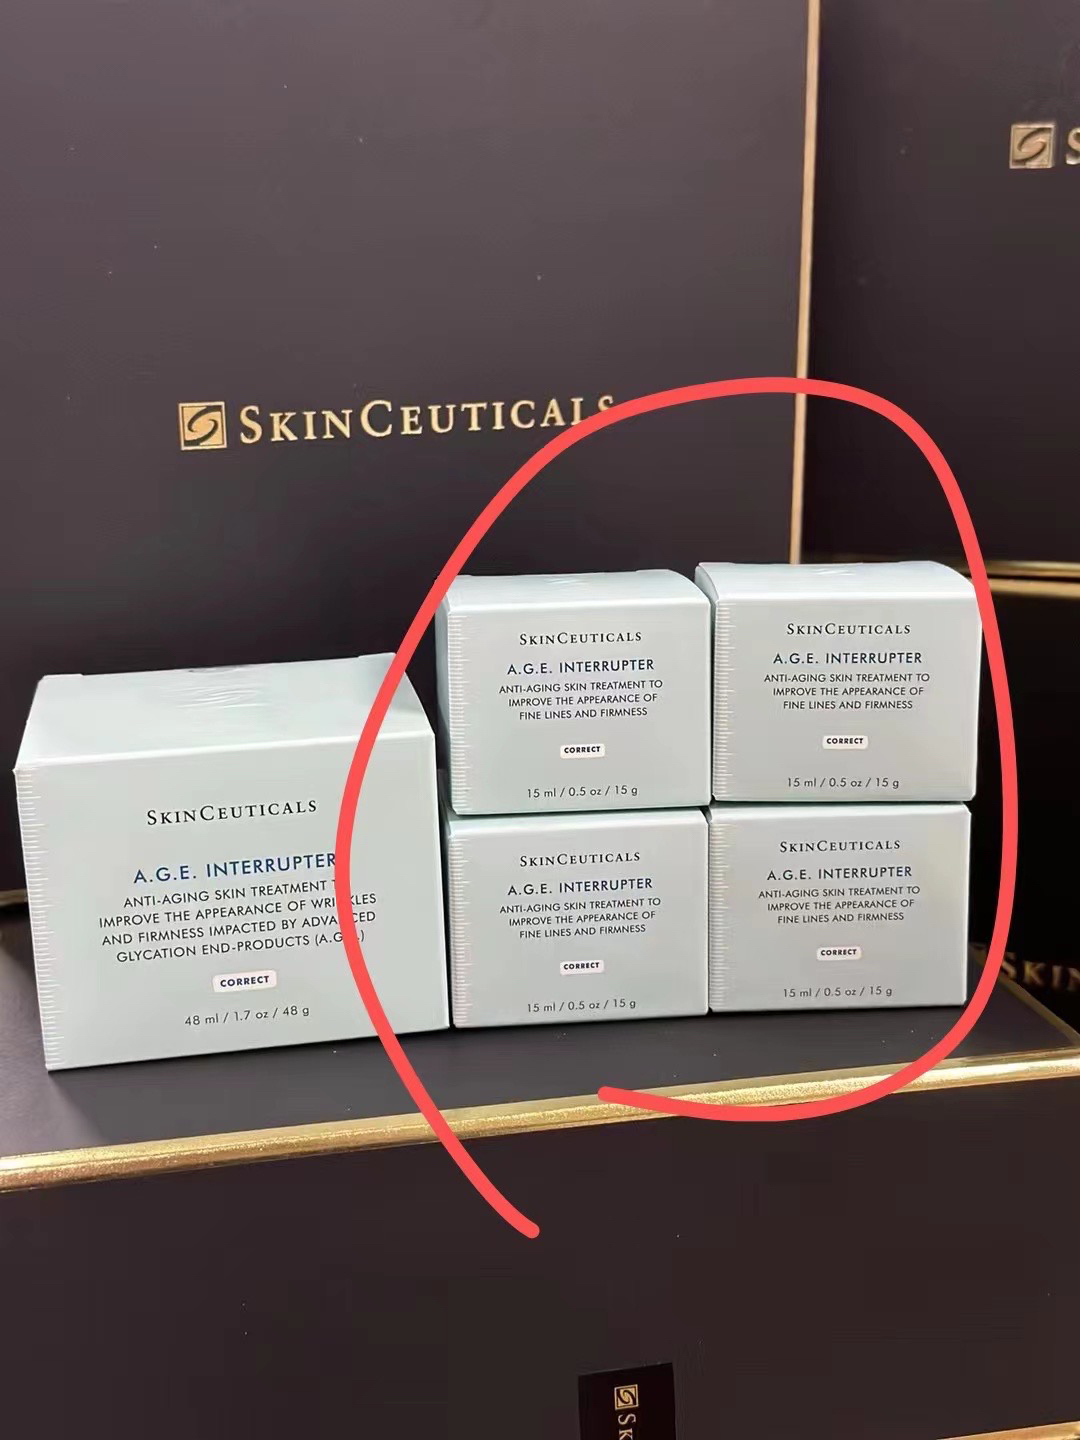 SKINCEUTICALS
SKINCEUTICALS
A.G.E. INTERRUPTER
ANTI-AGING SKIN TREATMENT TO
IMPROVE THE APPEARANCE OF
FINE LINES AND FIRMNESS
CORRECT
15 ml / 0.5 oz / 15 g
SKINCEUTICALS
A.G.E. INTERRUPTER
ANTI-AGING SKIN TREATMENT TO
IMPROVE THE APPEARANCE OF
FINE LINES AND FIRMNESS
CORRECT
15 ml / 0.5 oz / 15 g
SKINCEUTICALS
A.G.E. INTERRUPTER
ANTI-AGING SKIN TREATMENT
IMPROVE THE APPEARANCE OF WRINKLES
AND FIRMNESS IMPACTED BY ADVANCED
GLYCATION END-PRODUCTS (A.G.E.)
CORRECT
48 ml / 1.7 oz / 48 g
SKINCEUTICALS
A.G.E. INTERRUPTER
ANTI-AGING SKIN TREATMENT TO
IMPROVE THE APPEARANCE OF
FINE LINES AND FIRMNESS
CORRECT
15 ml / 0.5 oz / 15 g
SKINCEUTICALS
A.G.E. INTERRUPTER
ANTI-AGING SKIN TREATMENT TO
IMPROVE THE APPEARANCE OF
FINE LINES AND FIRMNESS
CORRECT
15 ml / 0.5 oz / 15 g